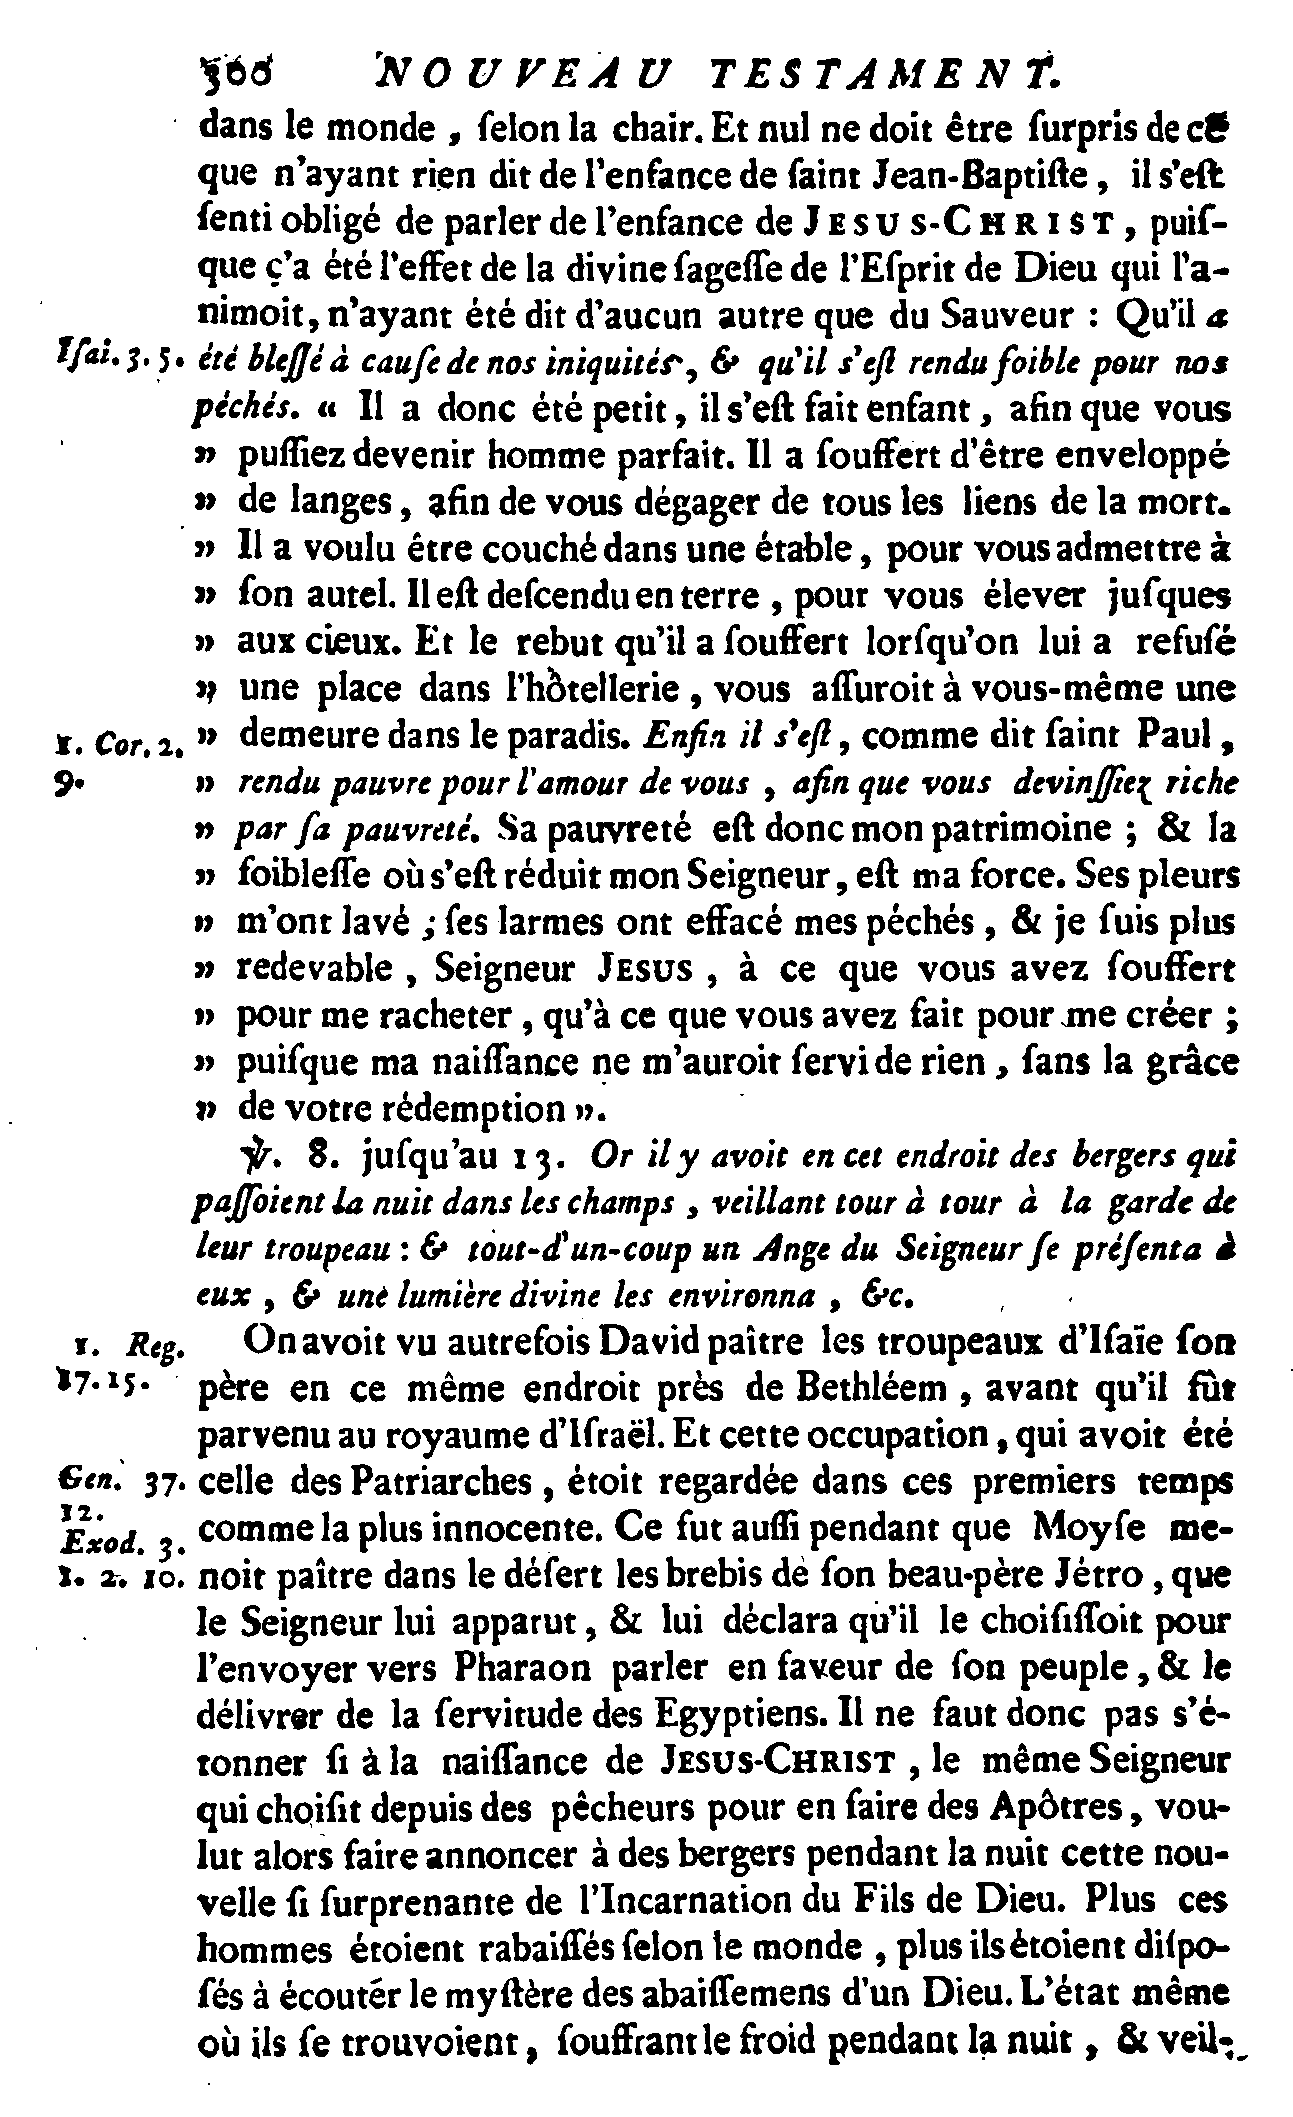 300 NOUVEAU TESTAMENT.
dans le monde, ſelon la chair. Et nul ne doit être ſurpris de ce
que n'ayant rien dit de l'enfance de ſaint Jean-Baptiſte, il s'eſt
ſenti obligé de parler de l'enfance de JESUS-CHRIST, puiſ-
que ç'a été l'effet de la divine ſageſſe de l'Eſprit de Dieu qui l'a-
nimoit, n'ayant été dit d'aucun autre que du Sauveur : Qu'il a
Iſai. 3. 5. été bleſſé à cauſe de nos iniquités, & qu'il s'eſt rendu foible pour nos
péchés. « Il a donc été petit, il s'eſt fait enfant, afin que vous
» puſſiez devenir homme parfait. Il a ſouffert d'être enveloppé
» de langes, afin de vous dégager de tous les liens de la mort.
» Il a voulu être couché dans une étable, pour vous admettre à
» ſon autel. Il eſt deſcendu en terre, pour vous élever juſques
» aux cieux. Et le rebut qu'il a ſouffert lorſqu'on lui a refuſé
» une place dans l'hôtellerie, vous aſſuroit à vous-même une
1. Cor. 2. » demeure dans le paradis. Enfin il s'eſt, comme dit ſaint Paul,
9. » rendu pauvre pour l'amour de vous, afin que vous devinſſiez riche
» par ſa pauvreté. Sa pauvreté eſt donc mon patrimoine ; & la
» foibleſſe où s'eſt réduit mon Seigneur, eſt ma force. Ses pleurs
» m'ont lavé ; ſes larmes ont effacé mes péchés, & je ſuis plus
» redevable, Seigneur JESUS, à ce que vous avez ſouffert
» pour me racheter, qu'à ce que vous avez fait pour me créer ;
» puiſque ma naiſſance ne m'auroit ſervi de rien, ſans la grâce
» de votre rédemption ».
℣. 8. juſqu'au 13. Or il y avoit en cet endroit des bergers qui
paſſoient la nuit dans les champs, veillant tour à tour à la garde de
leur troupeau : & tout-d'un-coup un Ange du Seigneur ſe préſenta à
eux, & une lumière divine les environna, &c.
1. Reg. On avoit vu autrefois David paître les troupeaux d'Iſaïe ſon
17. 15. père en ce même endroit près de Bethléem, avant qu'il fût
parvenu au royaume d'Iſraël. Et cette occupation, qui avoit été
Gen. 37. celle des Patriarches, étoit regardée dans ces premiers temps
12.
Exod. 3. comme la plus innocente. Ce fut auſſi pendant que Moyſe me-
1. 2. 10. noit paître dans le déſert les brebis de ſon beau-père Jétro, que
le Seigneur lui apparut, & lui déclara qu'il le choiſiſſoit pour
l'envoyer vers Pharaon parler en faveur de ſon peuple, & le
délivrer de la ſervitude des Egyptiens. Il ne faut donc pas s'é-
tonner ſi à la naiſſance de JESUS-CHRIST, le même Seigneur
qui choiſit depuis des pêcheurs pour en faire des Apôtres, vou-
lut alors faire annoncer à des bergers pendant la nuit cette nou-
velle ſi ſurprenante de l'Incarnation du Fils de Dieu. Plus ces
hommes étoient rabaiſſés ſelon le monde, plus ils étoient diſpo-
ſés à écouter le myſtère des abaiſſemens d'un Dieu. L'état même
où ils ſe trouvoient, ſouffrant le froid pendant la nuit, & veil-